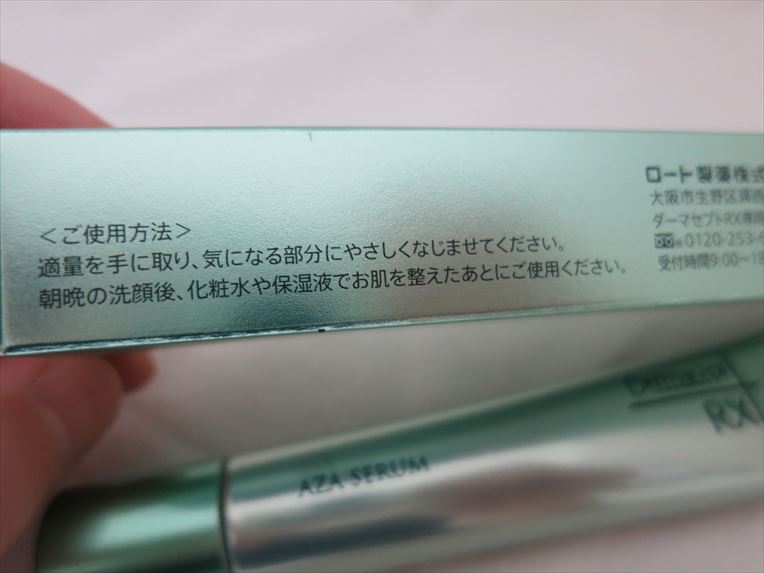 <ご使用方法>
適量を手に取り、気になる部分にやさしくなじませてください。
朝晩の洗顔後、化粧水や保湿液でお肌を整えたあとにご使用ください。
ロート製薬株式
大阪市生野区巽西
ダーマセプトRX専用
0120-253-
受付時間9:00~18
AZA SERUM
RX